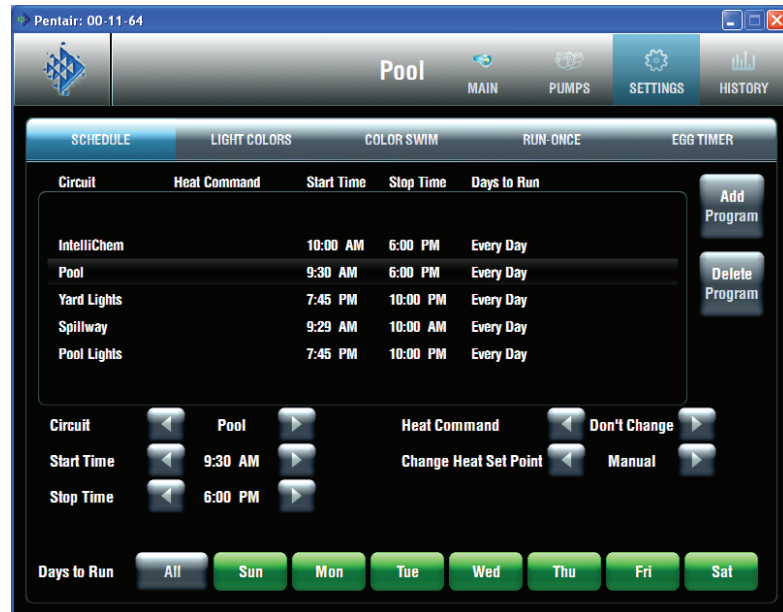 Pentair: 00-11-64
Pool
MAIN
PUMPS
SETTINGS
HISTORY
SCHEDULE LIGHT COLORS COLOR SWIM RUN-ONCE EGG TIMER
Circuit Heat Command Start Time Stop Time Days to Run
IntelliChem 10:00 AM 6:00 PM Every Day
Pool 9:30 AM 6:00 PM Every Day
Yard Lights 7:45 PM 10:00 PM Every Day
Spillway 9:29 AM 10:00 AM Every Day
Pool Lights 7:45 PM 10:00 PM Every Day
Add
Program
Delete
Program
Circuit Pool Heat Command Don't Change
Start Time 9:30 AM Change Heat Set Point Manual
Stop Time 6:00 PM
Days to Run All Sun Mon Tue Wed Thu Fri Sat